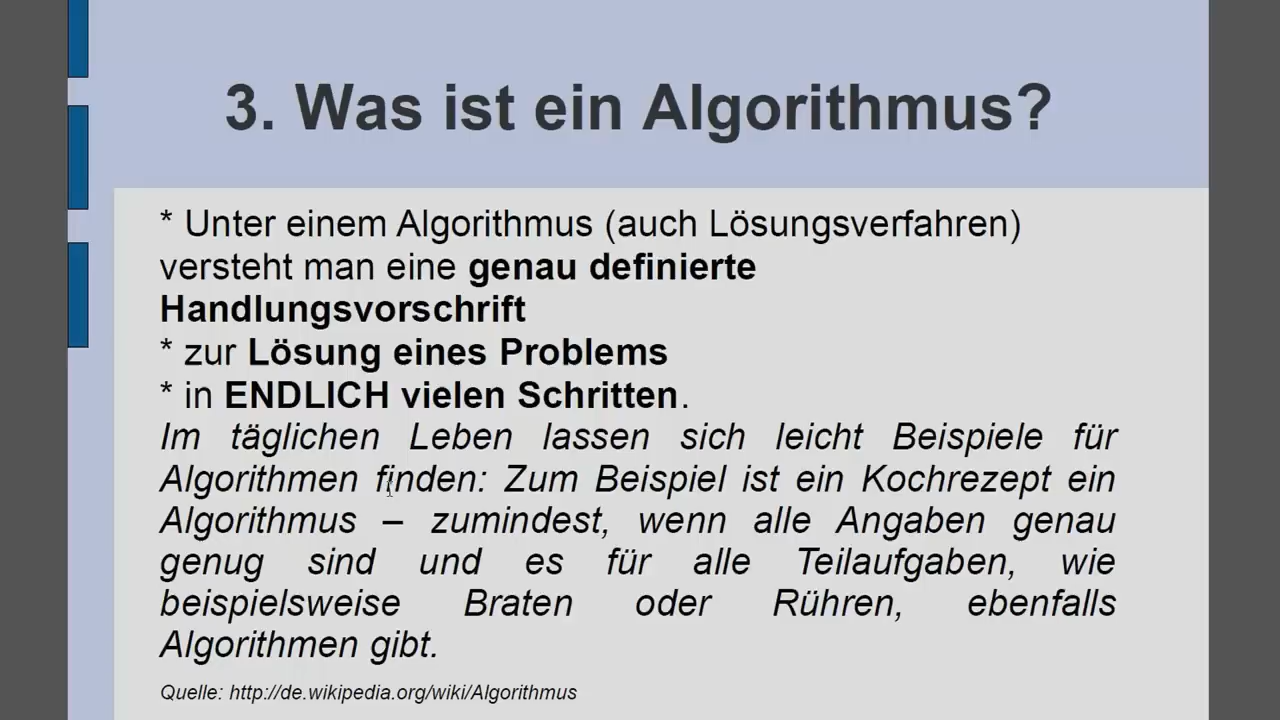 3. Was ist ein Algorithmus?
* Unter einem Algorithmus (auch Lösungsverfahren)
versteht man eine genau definierte
Handlungsvorschrift
* zur Lösung eines Problems
* in ENDLICH vielen Schritten.
Im täglichen Leben lassen sich leicht Beispiele für
Algorithmen finden: Zum Beispiel ist ein Kochrezept ein
Algorithmus – zumindest, wenn alle Angaben genau
genug sind und es für alle Teilaufgaben, wie
beispielsweise Braten oder Rühren, ebenfalls
Algorithmen gibt.
Quelle: http://de.wikipedia.org/wiki/Algorithmus